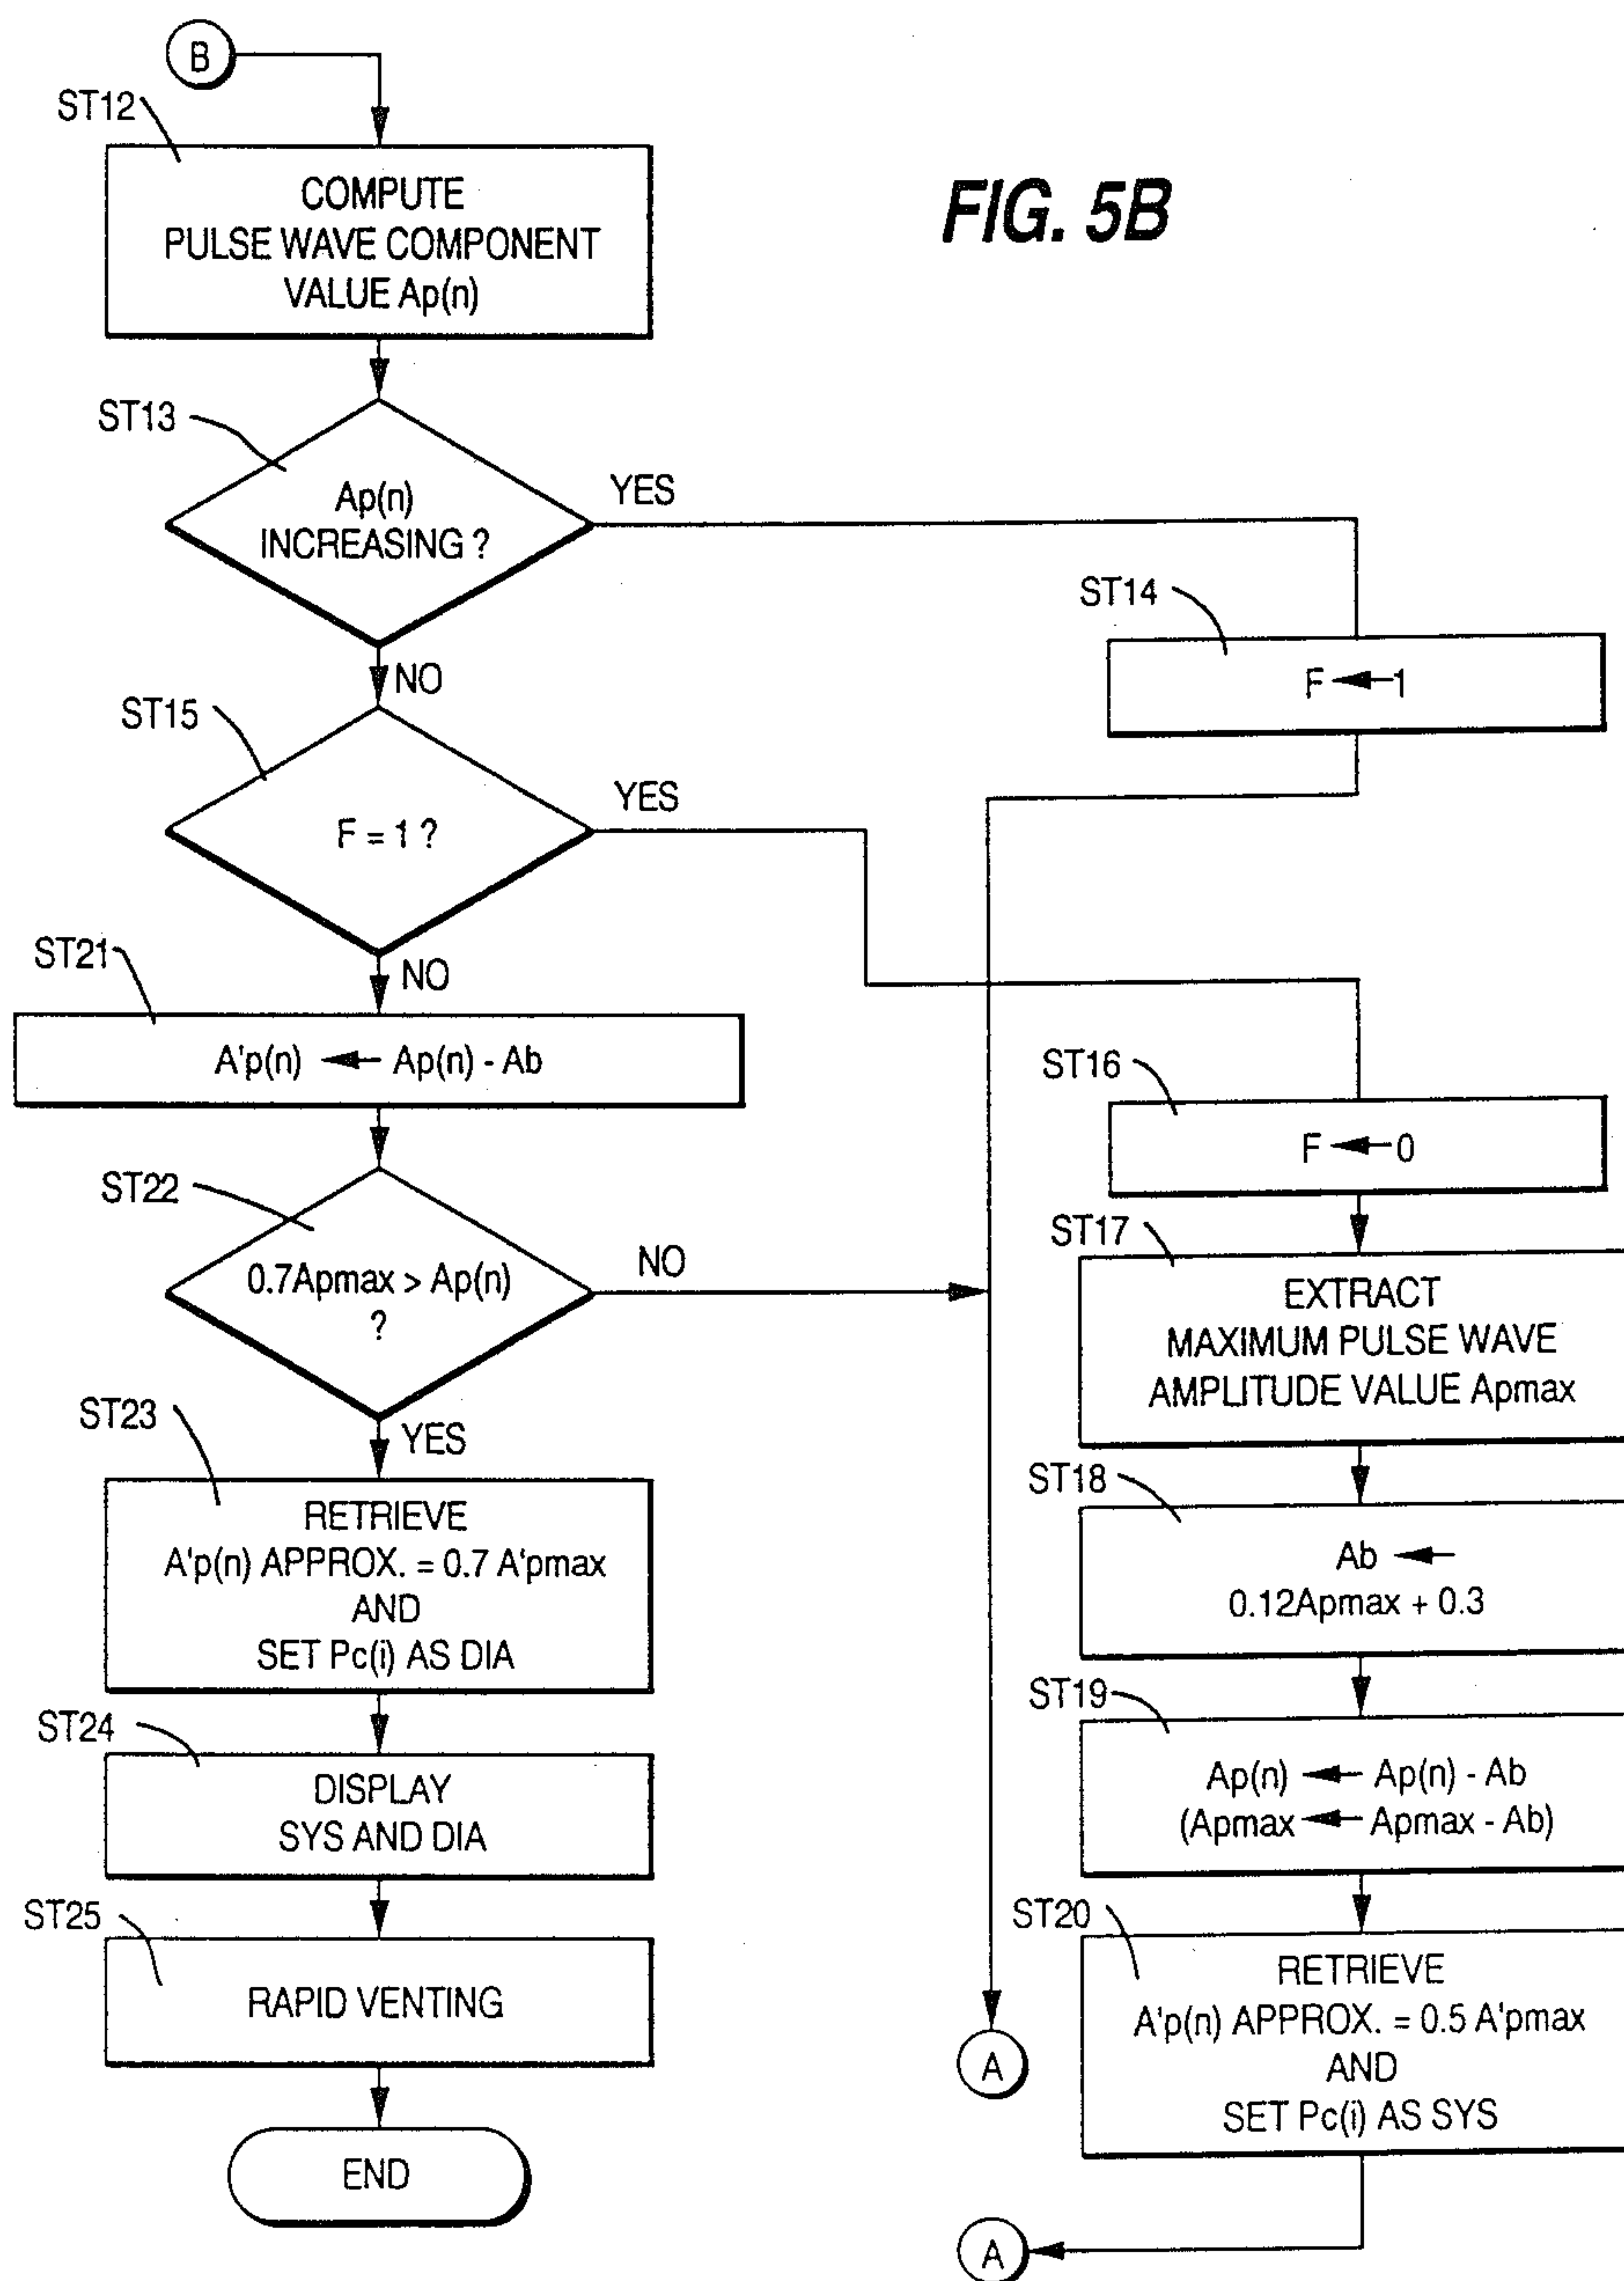 B
FIG. 5B
ST12
COMPUTE
PULSE WAVE COMPONENT
VALUE Ap(n)
ST13
Ap(n)
INCREASING ?
YES
NO
ST14
F ← 1
ST15
F = 1 ?
YES
NO
ST21
A'p(n) ← Ap(n) - Ab
ST22
0.7Apmax > Ap(n)
?
NO
YES
ST23
RETRIEVE
A'p(n) APPROX. = 0.7 A'pmax
AND
SET Pc(i) AS DIA
ST24
DISPLAY
SYS AND DIA
ST25
RAPID VENTING
END
ST16
F ← 0
ST17
EXTRACT
MAXIMUM PULSE WAVE
AMPLITUDE VALUE Apmax
ST18
Ab ←
0.12Apmax + 0.3
ST19
Ap(n) ← Ap(n) - Ab
(Apmax ← Apmax - Ab)
ST20
RETRIEVE
A'p(n) APPROX. = 0.5 A'pmax
AND
SET Pc(i) AS SYS
A
A